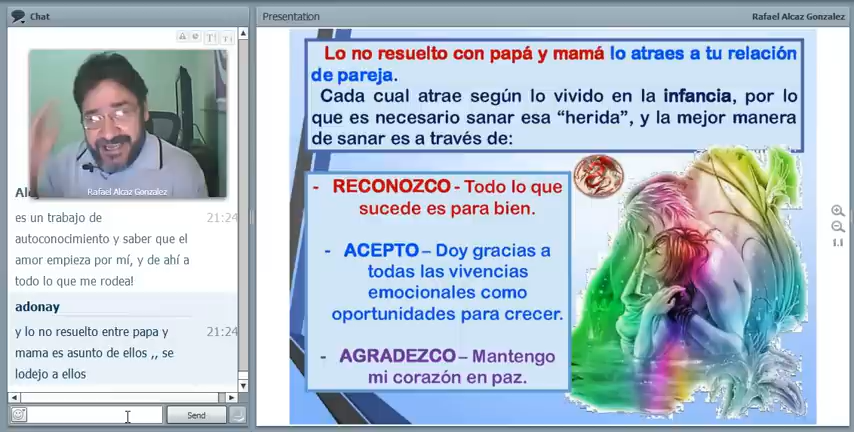 Chat
Presentation
Rafael Alcaz Gonzalez
Rafael Alcaz Gonzalez
es un trabajo de
21:24
autoconocimiento y saber que el
amor empieza por mí, y de ahí a
todo lo que me rodea!
adonay
y lo no resuelto entre papa y
21:24
mama es asunto de ellos ,, se
lodejo a ellos
Send
Lo no resuelto con papá y mamá lo atraes a tu relación
de pareja.
Cada cual atrae según lo vivido en la infancia, por lo
que es necesario sanar esa “herida”, y la mejor manera
de sanar es a través de:
- RECONOZCO - Todo lo que
sucede es para bien.
- ACEPTO – Doy gracias a
todas las vivencias
emocionales como
oportunidades para crecer.
- AGRADEZCO – Mantengo
mi corazón en paz.
1:1